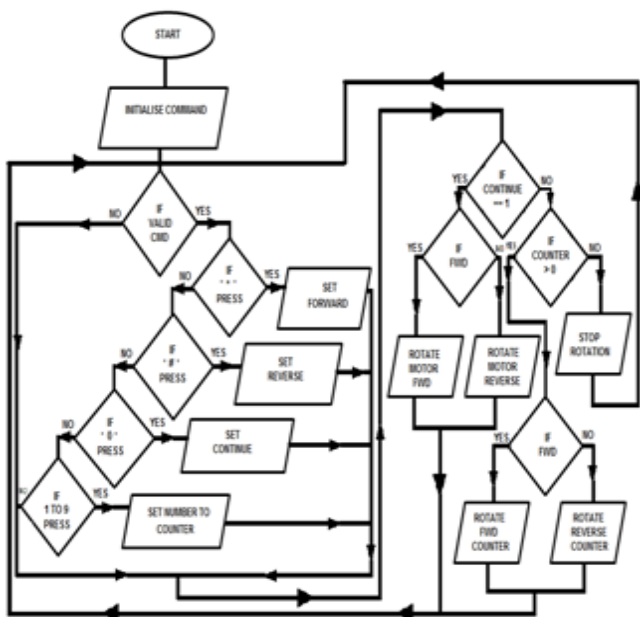 START
INITIALISE COMMAND
IF
VALID
CMD
NO
YES
IF
' * '
PRESS
NO
YES
SET
FORWARD
IF
' # '
PRESS
NO
YES
SET
REVERSE
IF
' 0 '
PRESS
NO
YES
SET
CONTINUE
IF
1 TO 9
PRESS
NO
YES
SET NUMBER TO
COUNTER
IF
CONTINUE
== 1
YES
NO
IF
FWD
YES
NO
ROTATE
MOTOR
FWD
ROTATE
MOTOR
REVERSE
IF
COUNTER
> 0
YES
NO
STOP
ROTATION
IF
FWD
YES
NO
ROTATE
FWD
COUNTER
ROTATE
REVERSE
COUNTER